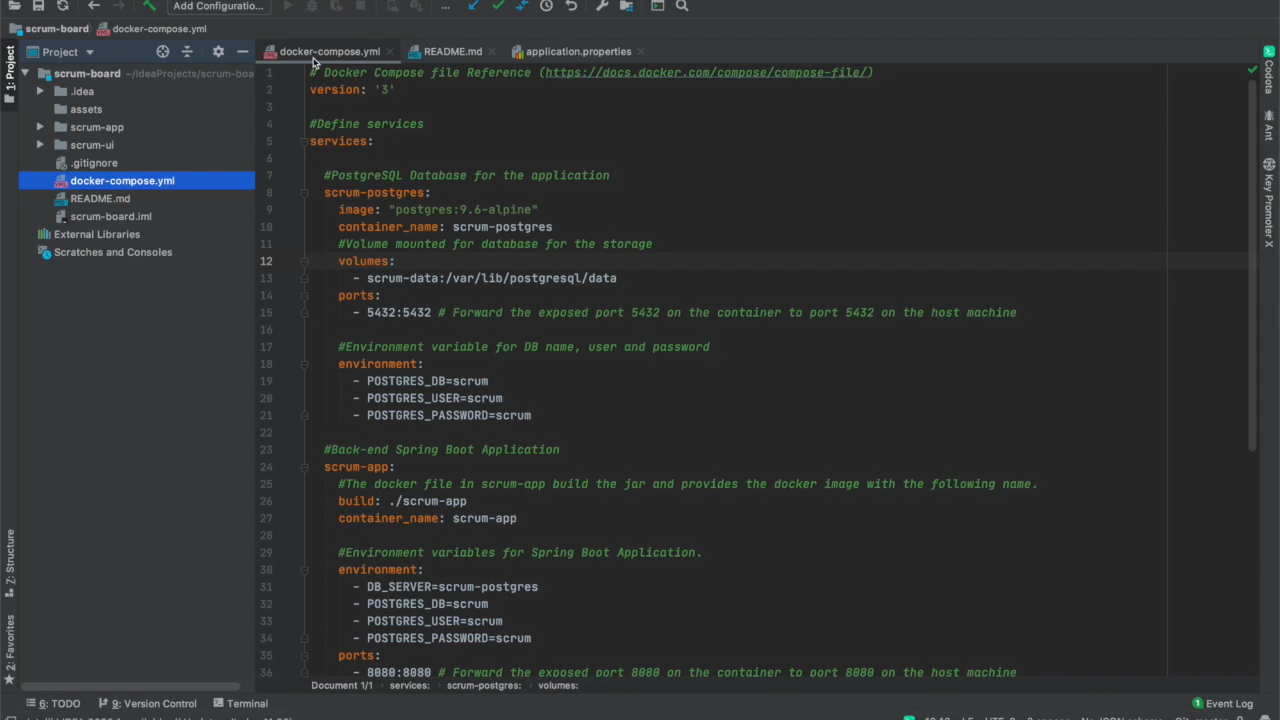 Add Configuratio...
...
scrum-board
docker-compose.yml
Project
docker-compose.yml
README.md
application.properties
1: Project
scrum-board ~/IdeaProjects/scrum-boa
.idea
assets
scrum-app
scrum-ui
.gitignore
docker-compose.yml
README.md
scrum-board.iml
External Libraries
Scratches and Consoles
Z: Structure
2: Favorites
1 # Docker Compose file Reference (https://docs.docker.com/compose/compose-file/)
2 version: '3'
3
4 #Define services
5 services:
6
7 #PostgreSQL Database for the application
8 scrum-postgres:
9 image: "postgres:9.6-alpine"
10 container_name: scrum-postgres
11 #Volume mounted for database for the storage
12 volumes:
13 - scrum-data:/var/lib/postgresql/data
14 ports:
15 - 5432:5432 # Forward the exposed port 5432 on the container to port 5432 on the host machine
16
17 #Environment variable for DB name, user and password
18 environment:
19 - POSTGRES_DB=scrum
20 - POSTGRES_USER=scrum
21 - POSTGRES_PASSWORD=scrum
22
23 #Back-end Spring Boot Application
24 scrum-app:
25 #The docker file in scrum-app build the jar and provides the docker image with the following name.
26 build: ./scrum-app
27 container_name: scrum-app
28
29 #Environment variables for Spring Boot Application.
30 environment:
31 - DB_SERVER=scrum-postgres
32 - POSTGRES_DB=scrum
33 - POSTGRES_USER=scrum
34 - POSTGRES_PASSWORD=scrum
35 ports:
36 - 8080:8080 # Forward the exposed port 8080 on the container to port 8080 on the host machine
Codota
Ant
Key Promoter X
Document 1/1
services:
scrum-postgres:
volumes:
6: TODO
9: Version Control
Terminal
1 Event Log